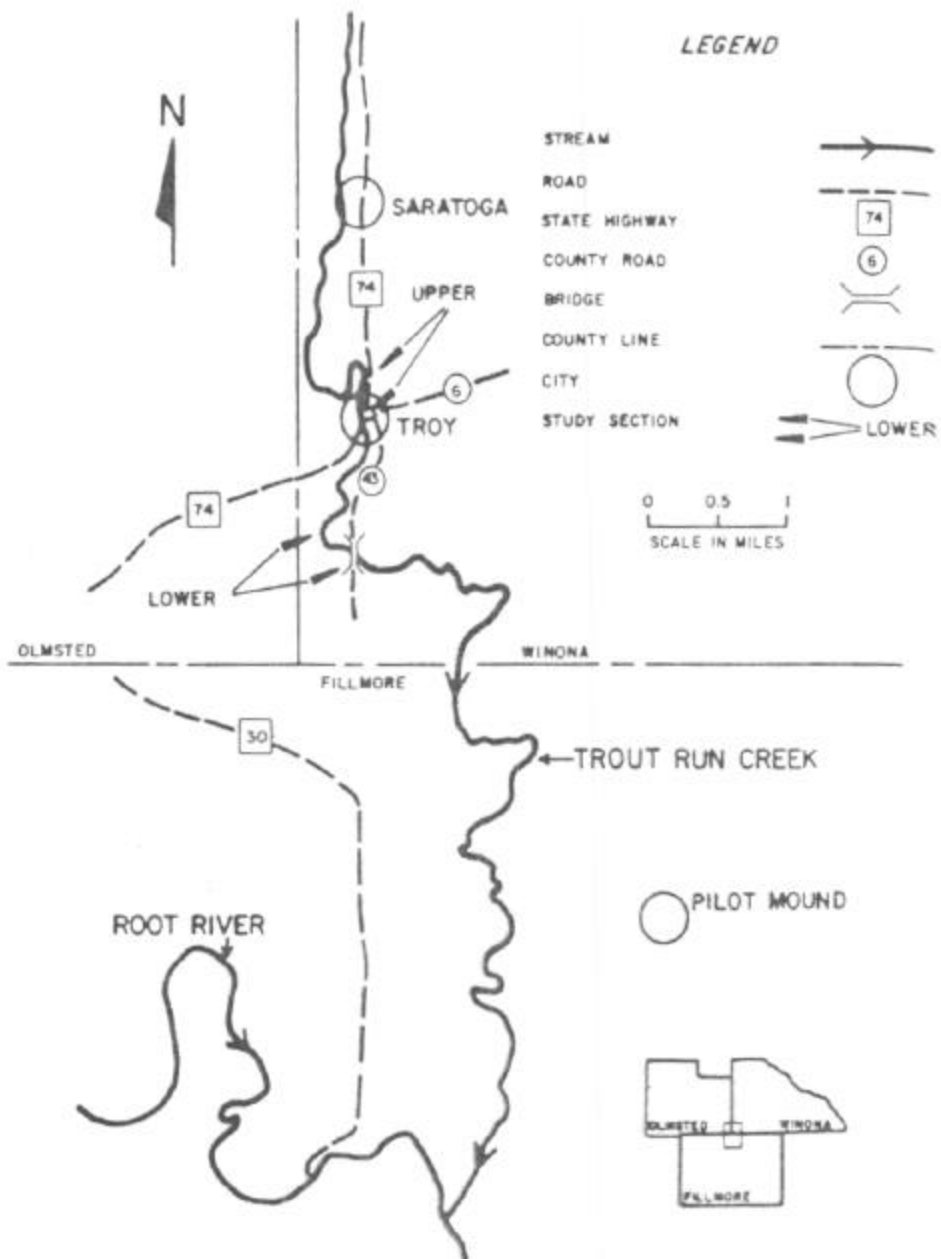 LEGEND
N
STREAM
ROAD
STATE HIGHWAY
74
COUNTY ROAD
6
BRIDGE
COUNTY LINE
CITY
STUDY SECTION
LOWER
SARATOGA
74
UPPER
6
TROY
43
74
0 0.5 1
SCALE IN MILES
LOWER
OLMSTED
WINONA
FILLMORE
30
TROUT RUN CREEK
PILOT MOUND
ROOT RIVER
OLMSTED
WINONA
FILLMORE